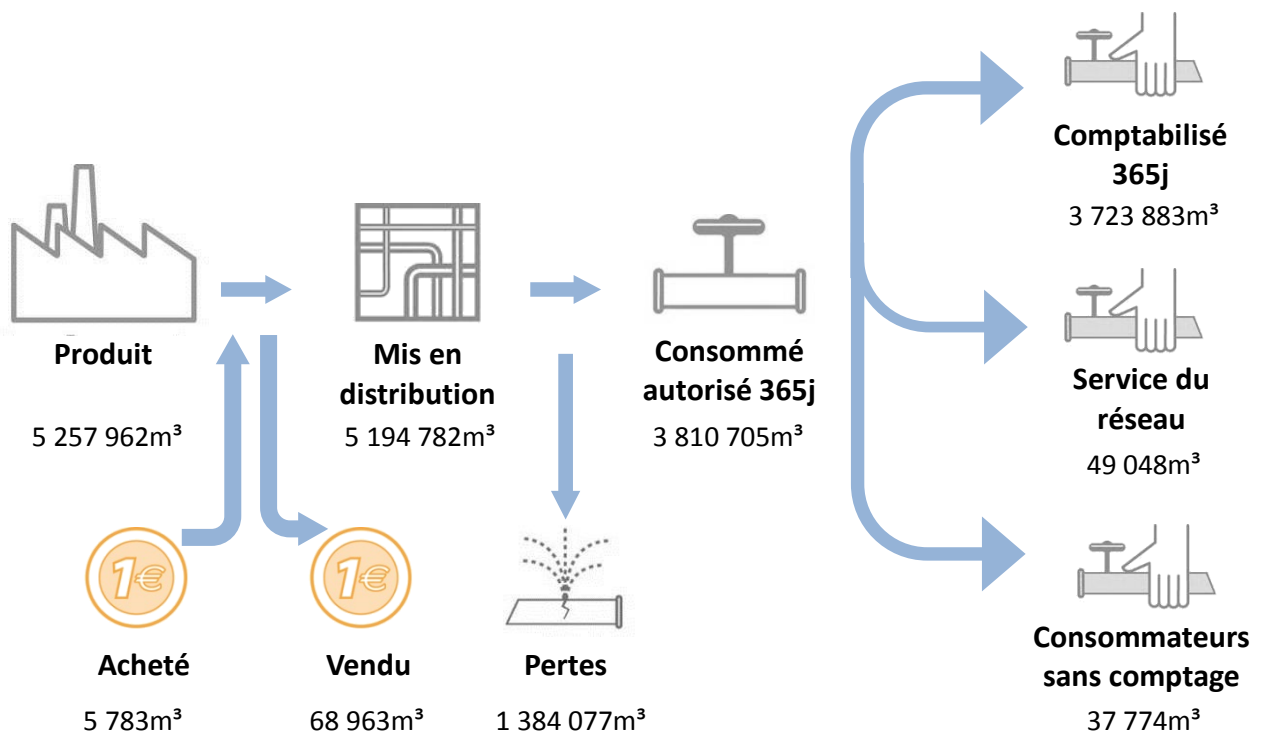 Comptabilisé
365j
3 723 883m³
Produit
5 257 962m³
Mis en
distribution
5 194 782m³
Consommé
autorisé 365j
3 810 705m³
Service du
réseau
49 048m³
1€
Acheté
5 783m³
1€
Vendu
68 963m³
Pertes
1 384 077m³
Consommateurs
sans comptage
37 774m³